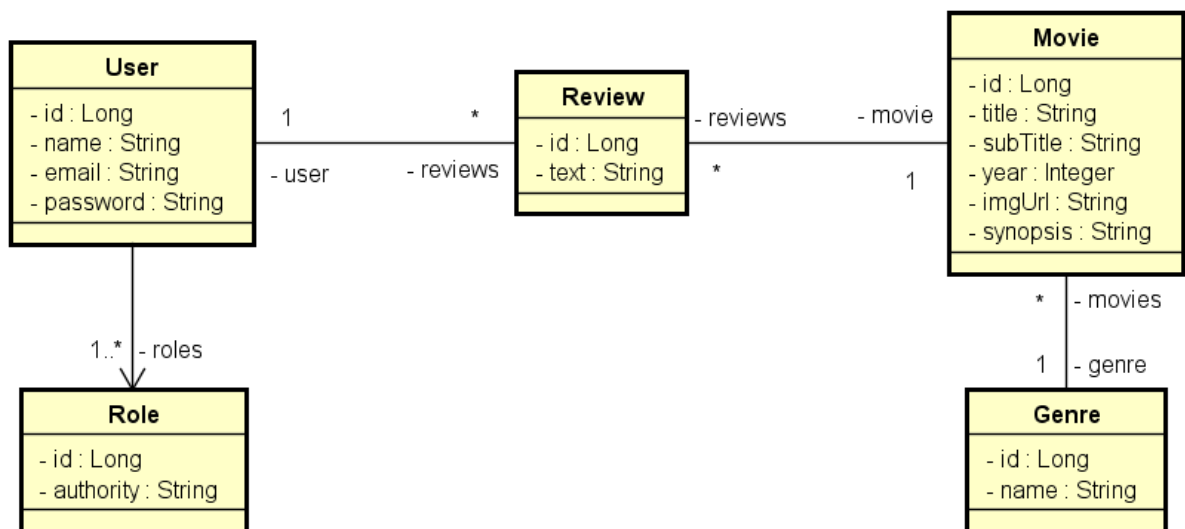 User
- id : Long
- name : String
- email : String
- password : String
1
*
- user
- reviews
Review
- id : Long
- text : String
- reviews
- movie
*
1
Movie
- id : Long
- title : String
- subTitle : String
- year : Integer
- imgUrl : String
- synopsis : String
1..*
- roles
*
- movies
1
- genre
Role
- id : Long
- authority : String
Genre
- id : Long
- name : String